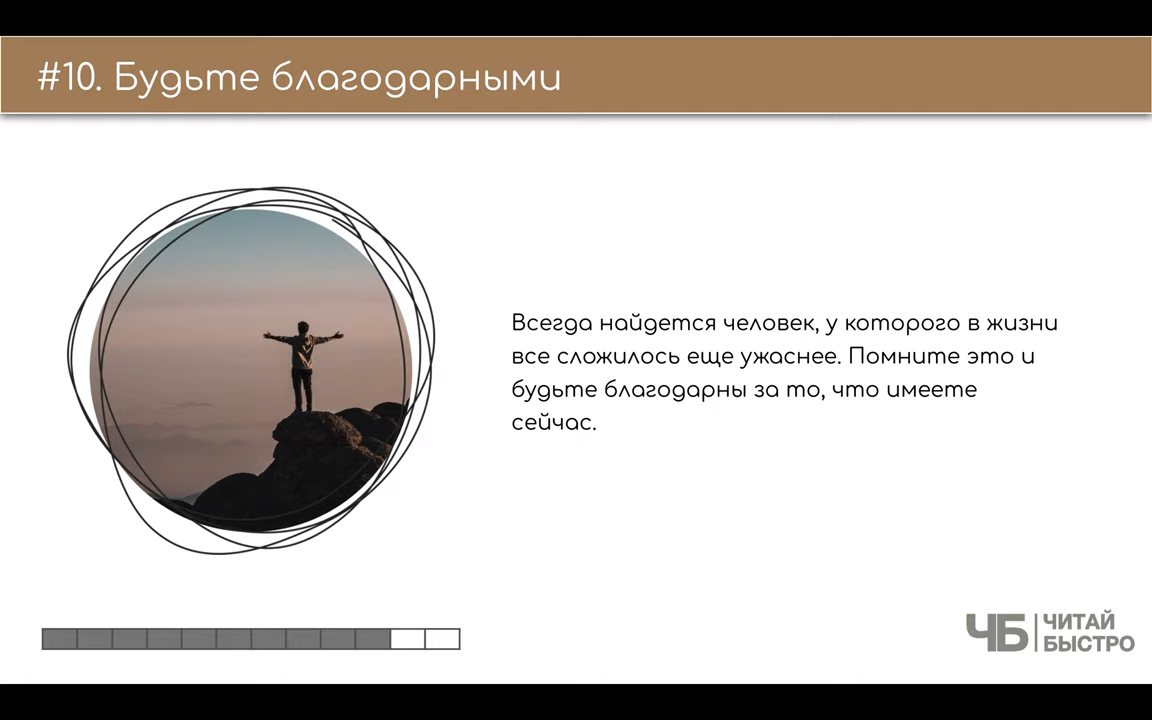 #10. Будьте благодарными
Всегда найдется человек, у которого в жизни
все сложилось еще ужаснее. Помните это и
будьте благодарны за то, что имеете
сейчас.
ЧБ
ЧИТАЙ
БЫСТРО